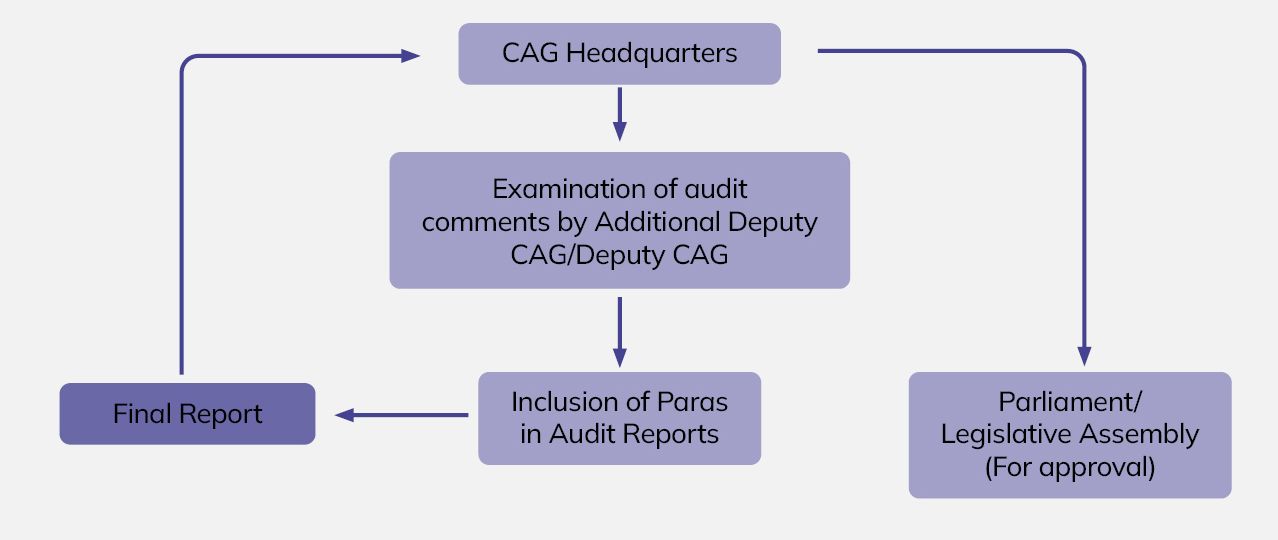 CAG Headquarters
Examination of audit
comments by Additional Deputy
CAG/Deputy CAG
Final Report
Inclusion of Paras
in Audit Reports
Parliament/
Legislative Assembly
(For approval)